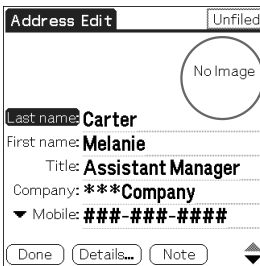 Address Edit Unfiled
No Image
Last name: Carter
First name: Melanie
Title: Assistant Manager
Company: ***Company
Mobile: ###-###-####
Done Details... Note